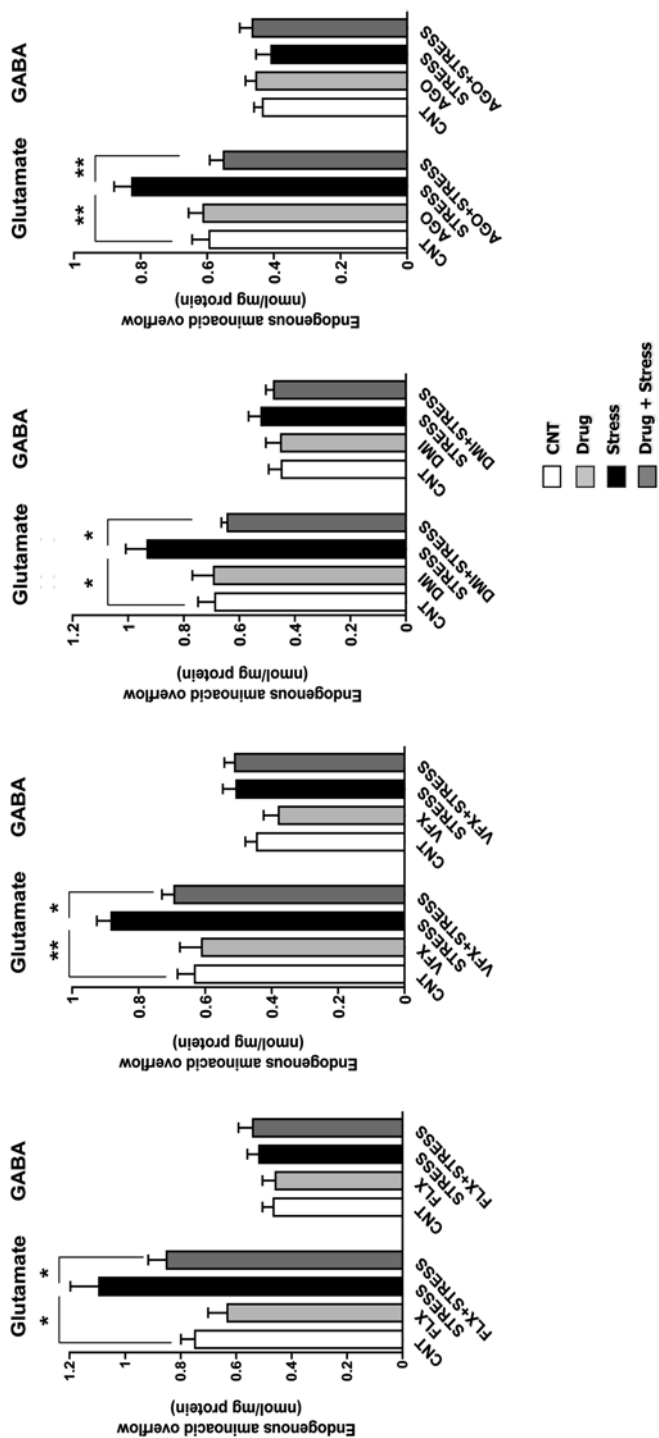 Glutamate GABA
* *
Endogenous aminoacid overflow
(nmol/mg protein)
1.2
1
0.8
0.6
0.4
0.2
0
CNT
FLX
STRESS
FLX+STRESS
CNT
FLX
STRESS
FLX+STRESS
Glutamate GABA
** *
Endogenous aminoacid overflow
(nmol/mg protein)
1
0.8
0.6
0.4
0.2
0
CNT
VFX
STRESS
VFX+STRESS
CNT
VFX
STRESS
VFX+STRESS
Glutamate GABA
* *
Endogenous aminoacid overflow
(nmol/mg protein)
1.2
1
0.8
0.6
0.4
0.2
0
CNT
DMI
STRESS
DMI+STRESS
CNT
DMI
STRESS
DMI+STRESS
Glutamate GABA
** **
Endogenous aminoacid overflow
(nmol/mg protein)
1
0.8
0.6
0.4
0.2
0
CNT
AGO
STRESS
AGO+STRESS
CNT
AGO
STRESS
AGO+STRESS
CNT
Drug
Stress
Drug + Stress